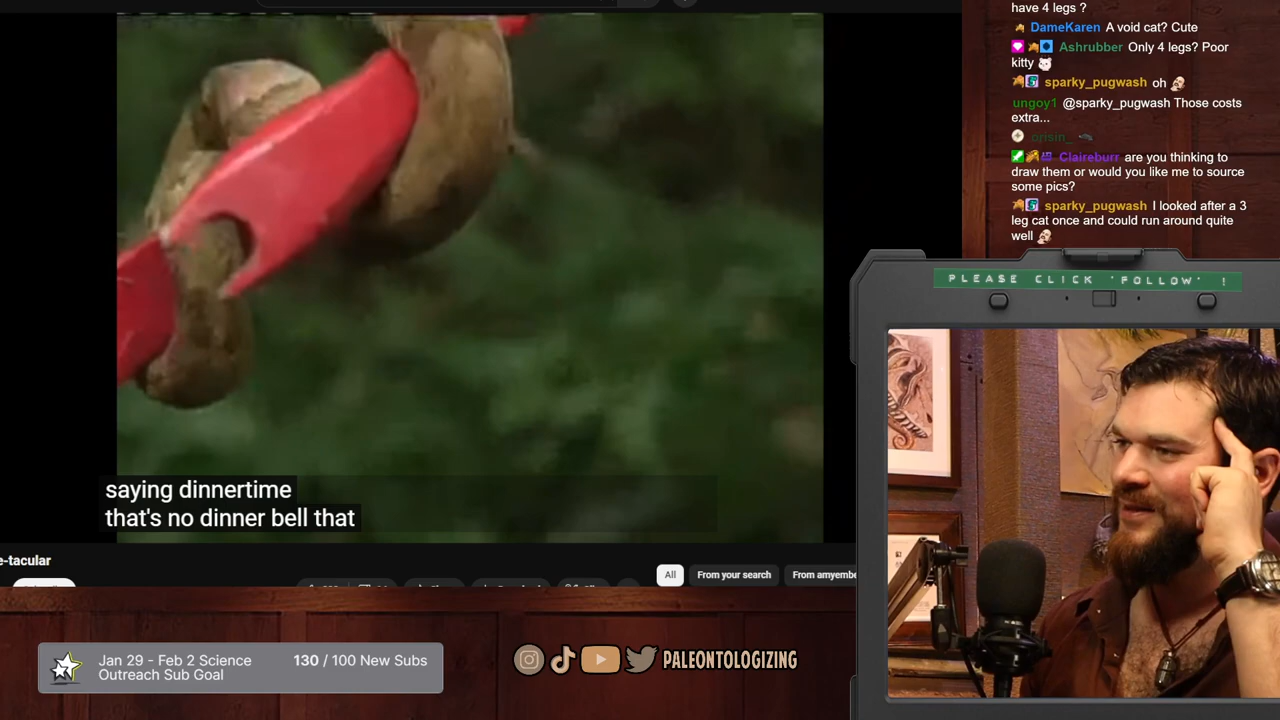 have 4 legs ?
DameKaren A void cat? Cute
Ashrubber Only 4 legs? Poor
kitty
sparky_pugwash oh
ungoy1 @sparky_pugwash Those costs
extra...
orisin_
Claireburr are you thinking to
draw them or would you like me to source
some pics?
sparky_pugwash I looked after a 3
leg cat once and could run around quite
well
PLEASE CLICK 'FOLLOW' !
saying dinnertime
that's no dinner bell that
e-tacular
All
From your search
From amyembe
Jan 29 - Feb 2 Science
Outreach Sub Goal
130 / 100 New Subs
PALEONTOLOGIZING